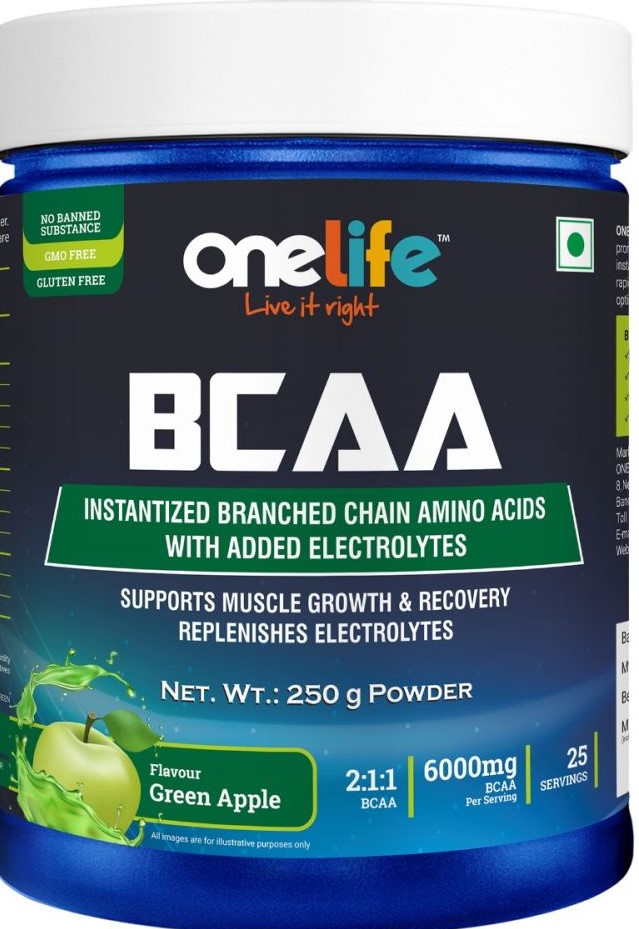 NO BANNED
SUBSTANCE
GMO FREE
GLUTEN FREE
onelife™
Live it right
BCAA
INSTANTIZED BRANCHED CHAIN AMINO ACIDS
WITH ADDED ELECTROLYTES
SUPPORTS MUSCLE GROWTH & RECOVERY
REPLENISHES ELECTROLYTES
NET. WT.: 250 g POWDER
Flavour
Green Apple
2:1:1
BCAA
6000mg
BCAA
Per Serving
25
SERVINGS
All images are for illustrative purposes only